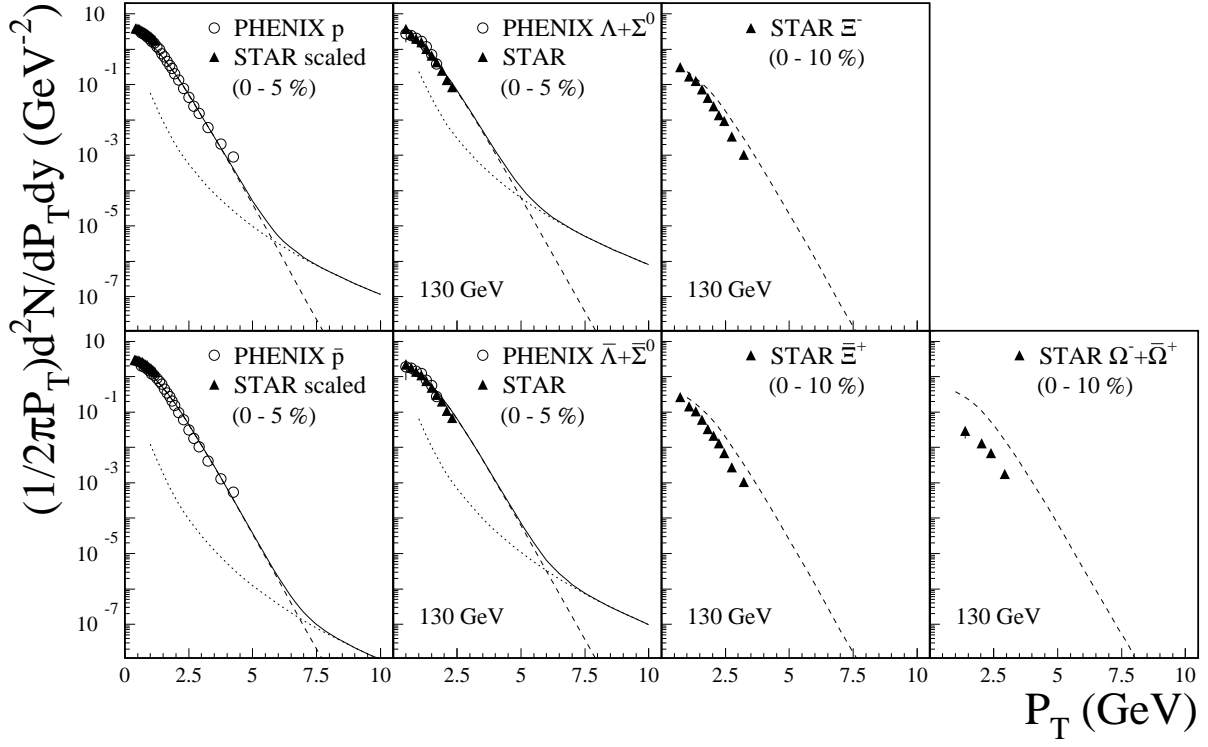 (1/2πP_T)d²N/dP_Tdy (GeV⁻²)
PHENIX p
STAR scaled
(0 - 5 %)
PHENIX Λ+Σ⁰
STAR
(0 - 5 %)
130 GeV
STAR Ξ⁻
(0 - 10 %)
130 GeV
1
10⁻¹
10⁻³
10⁻⁵
10⁻⁷
PHENIX p̄
STAR scaled
(0 - 5 %)
PHENIX Λ̄+Σ̄⁰
STAR
(0 - 5 %)
130 GeV
STAR Ξ̄⁺
(0 - 10 %)
130 GeV
STAR Ω⁻+Ω̄⁺
(0 - 10 %)
130 GeV
1
10⁻¹
10⁻³
10⁻⁵
10⁻⁷
0 2.5 5 7.5 10 2.5 5 7.5 10 2.5 5 7.5 10 2.5 5 7.5 10
P_T (GeV)